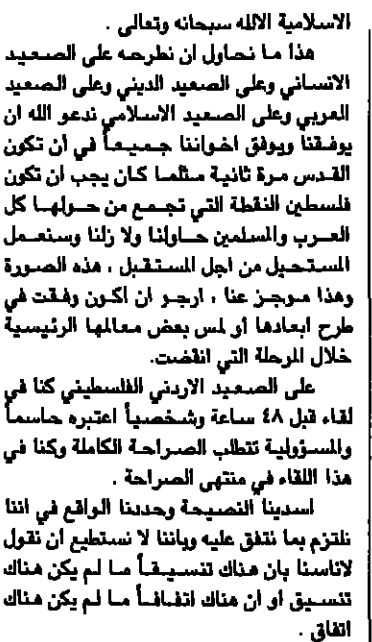 الاسلامية الالله سبحانه وتعالى .
هذا ما نحاول ان نطرحه على الصعيد
الانساني وعلى الصعيد الديني وعلى الصعيد
العربي وعلى الصعيد الاسلامي ندعو الله ان
يوفقنا ويوفق اخواننا جميعاً في أن تكون
القدس مرة ثانية مثلما كان يجب ان تكون
فلسطين النقطة التي تجمع من حولها كل
العرب والمسلمين حاولنا ولا زلنا وسنعمل
المستحيل من اجل المستقبل ، هذه الصورة
وهذا موجز عنا ، ارجو ان اكون وفقت في
طرح ابعادها أو لمس بعض معالمها الرئيسية
خلال المرحلة التي انقضت.
على الصعيد الاردني الفلسطيني كنا في
لقاء قبل ٤٨ ساعة وشخصياً اعتبره حاسماً
والمسؤولية تتطلب الصراحة الكاملة وكنا في
هذا اللقاء في منتهى الصراحة .
اسدينا النصيحة وحددنا الواقع في اننا
نلتزم بما نتفق عليه وباننا لا نستطيع ان نقول
لاناسنا بان هناك تنسيقاً ما لم يكن هناك
تنسيق او ان هناك اتفاقاً ما لم يكن هناك
اتفاق .